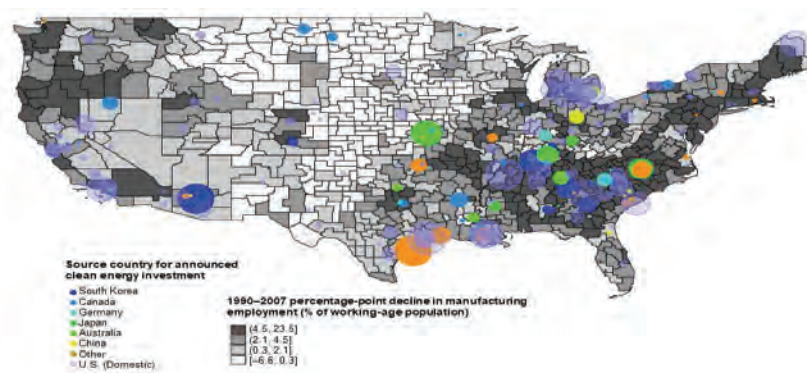 Source country for announced
clean energy investment
South Korea
Canada
Germany
Japan
Australia
China
Other
U.S. (Domestic)
1990–2007 percentage-point decline in manufacturing
employment (% of working-age population)
(4.5, 23.5]
(2.1, 4.5]
(0.3, 2.1]
[–6.6, 0.3]